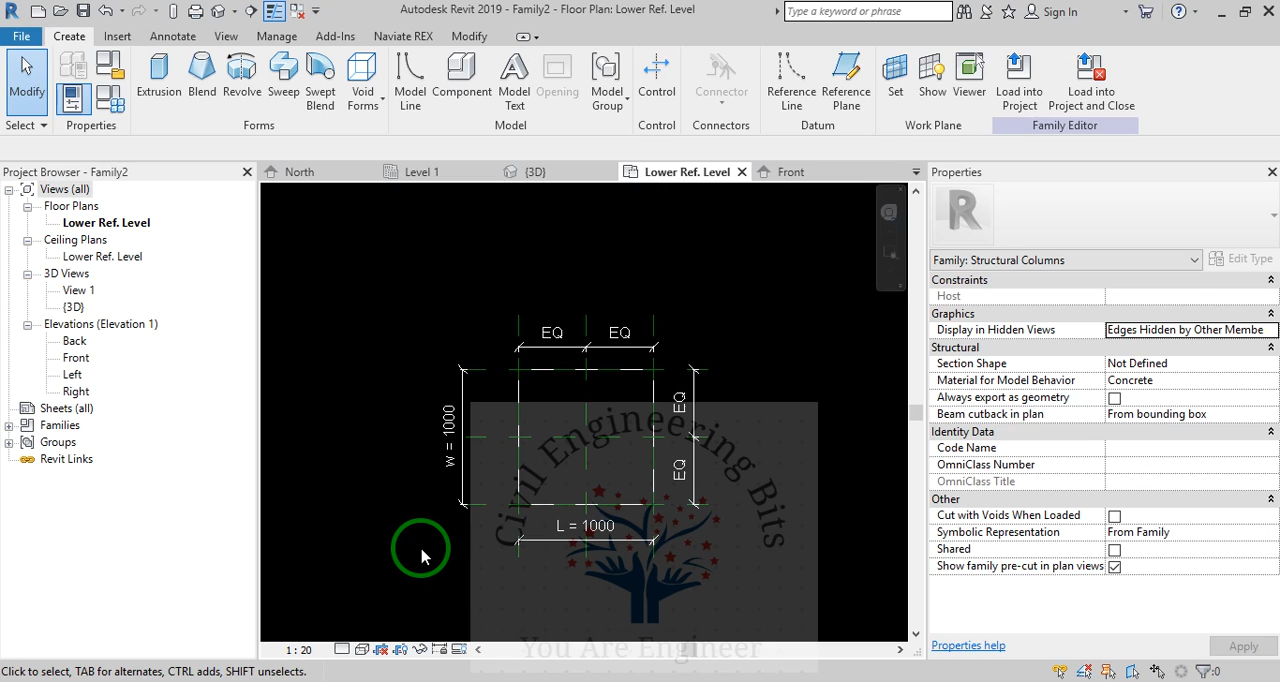 Autodesk Revit 2019 - Family2 - Floor Plan: Lower Ref. Level
Type a keyword or phrase
Sign In
File Create Insert Annotate View Manage Add-Ins Naviate REX Modify
Modify
Extrusion Blend Revolve Sweep Swept Blend Void Forms
Model Line Component Model Text Opening Model Group
Control
Connector
Reference Line Reference Plane
Set Show Viewer
Load into Project Load into Project and Close
Select Properties Forms Model Control Connectors Datum Work Plane Family Editor
Project Browser - Family2
North Level 1 {3D} Lower Ref. Level Front
Properties
Views (all)
Floor Plans
Lower Ref. Level
Ceiling Plans
Lower Ref. Level
3D Views
View 1
{3D}
Elevations (Elevation 1)
Back
Front
Left
Right
Sheets (all)
Families
Groups
Revit Links
EQ EQ
W = 1000
EQ
EQ
L = 1000
Civil Engineering Bits
You Are Engineer
1 : 20
Family: Structural Columns
Edit Type
Constraints
Host
Graphics
Display in Hidden Views Edges Hidden by Other Membe
Structural
Section Shape Not Defined
Material for Model Behavior Concrete
Always export as geometry
Beam cutback in plan From bounding box
Identity Data
Code Name
OmniClass Number
OmniClass Title
Other
Cut with Voids When Loaded
Symbolic Representation From Family
Shared
Show family pre-cut in plan views
Properties help
Apply
Click to select, TAB for alternates, CTRL adds, SHIFT unselects.
:0